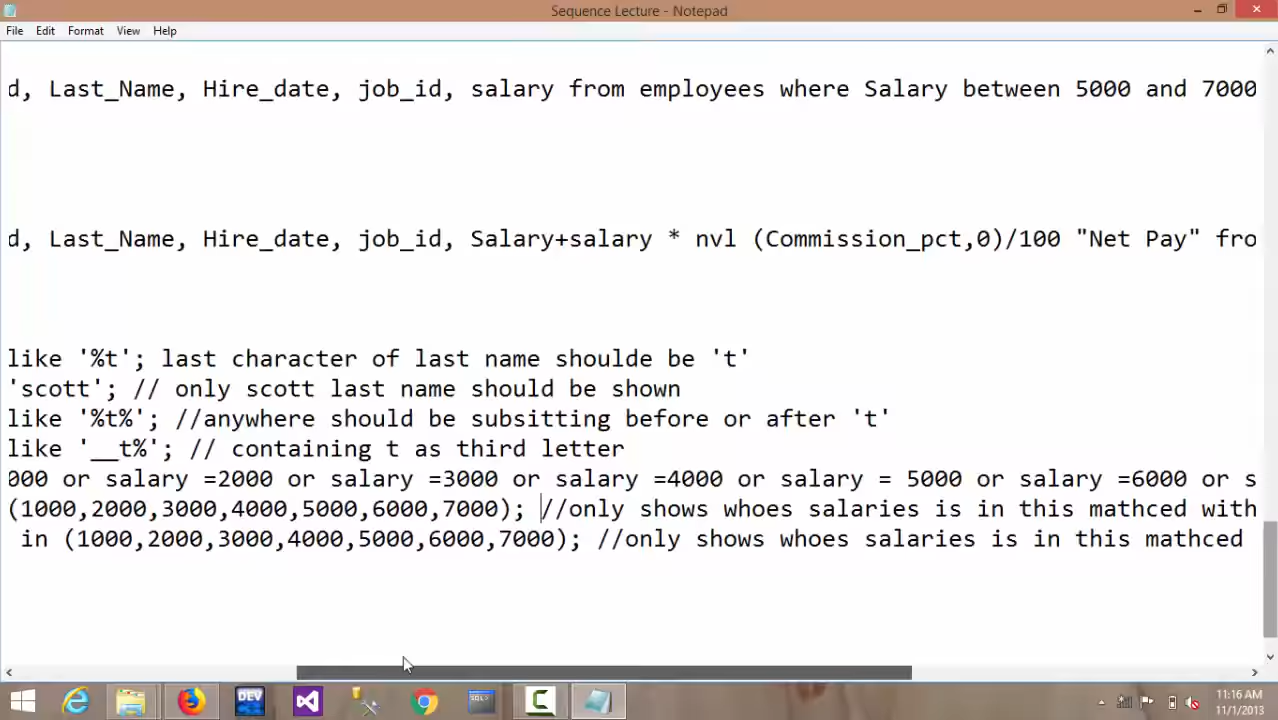 Sequence Lecture - Notepad
File Edit Format View Help
d, Last_Name, Hire_date, job_id, salary from employees where Salary between 5000 and 7000
d, Last_Name, Hire_date, job_id, Salary+salary * nvl (Commission_pct,0)/100 "Net Pay" fro
like '%t'; last character of last name shoulde be 't'
'scott'; // only scott last name should be shown
like '%t%'; //anywhere should be subsitting before or after 't'
like '__t%'; // containing t as third letter
000 or salary =2000 or salary =3000 or salary =4000 or salary = 5000 or salary =6000 or s
(1000,2000,3000,4000,5000,6000,7000); //only shows whoes salaries is in this mathced with
in (1000,2000,3000,4000,5000,6000,7000); //only shows whoes salaries is in this mathced
DEV
SQL>
11:16 AM
11/1/2013